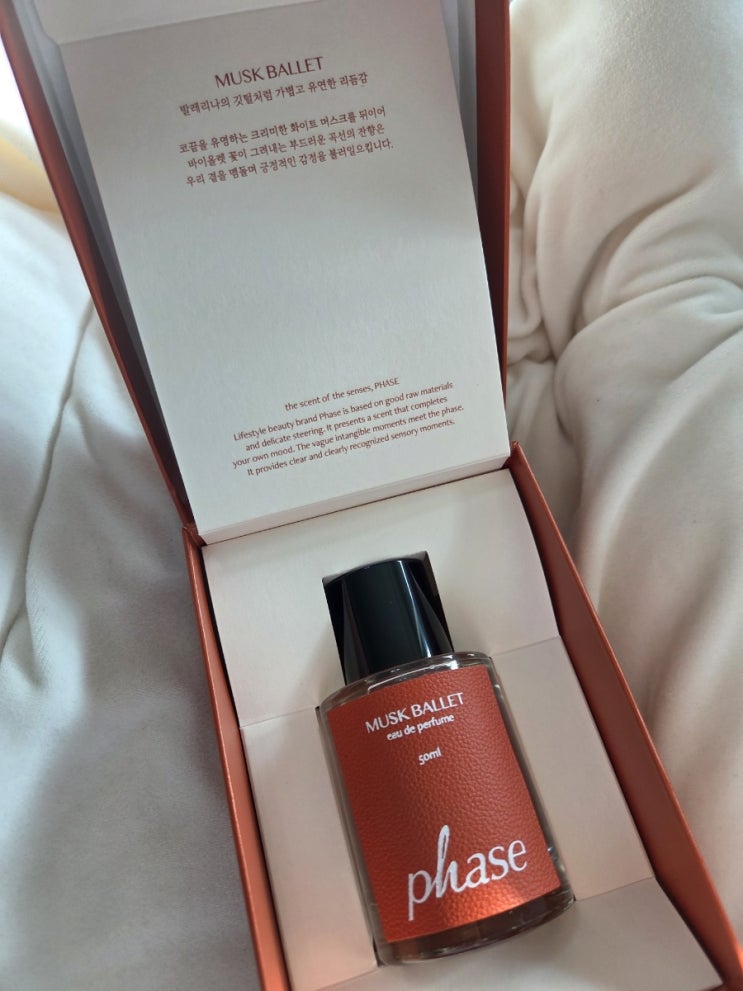 MUSK BALLET
발레리나의 깃털처럼 가볍고 유연한 리듬감
코끝을 유영하는 크리미한 화이트 머스크를 뒤이어
바이올렛 꽃이 그려내는 부드러운 곡선의 잔향은
우리 곁을 맴돌며 긍정적인 감정을 불러일으킵니다.
the scent of the senses, PHASE
Lifestyle beauty brand Phase is based on good raw materials
and delicate steering. It presents a scent that completes
your own mood. The vague intangible moments meet the phase.
It provides clear and clearly recognized sensory moments.
MUSK BALLET
eau de perfume
50ml
phase